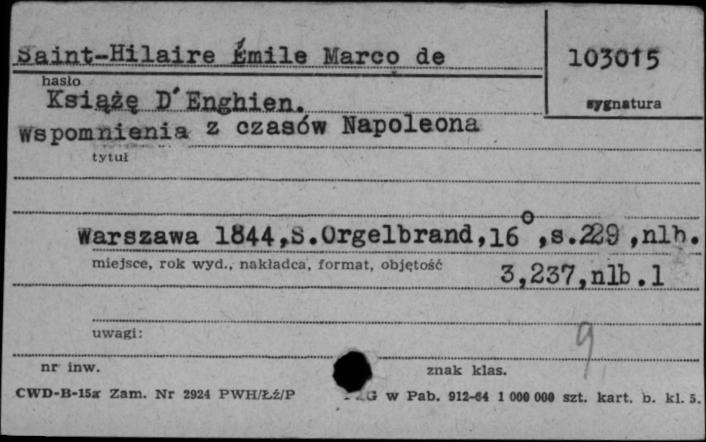 Saint-Hilaire Émile Marco de
103015
hasło
sygnatura
Książę D'Enghien.
Wspomnienia z czasów Napoleona
tytuł
Warszawa 1844,S.Orgelbrand,16°,s.229,nlb.
miejsce, rok wyd., nakładca, format, objętość
3,237,nlb.1
uwagi:
9
nr inw.
znak klas.
CWD-B-15a Zam. Nr 2924 PWH/Łź/P
w Pab. 912-64 1 000 000 szt. kart. b. kl. 5.